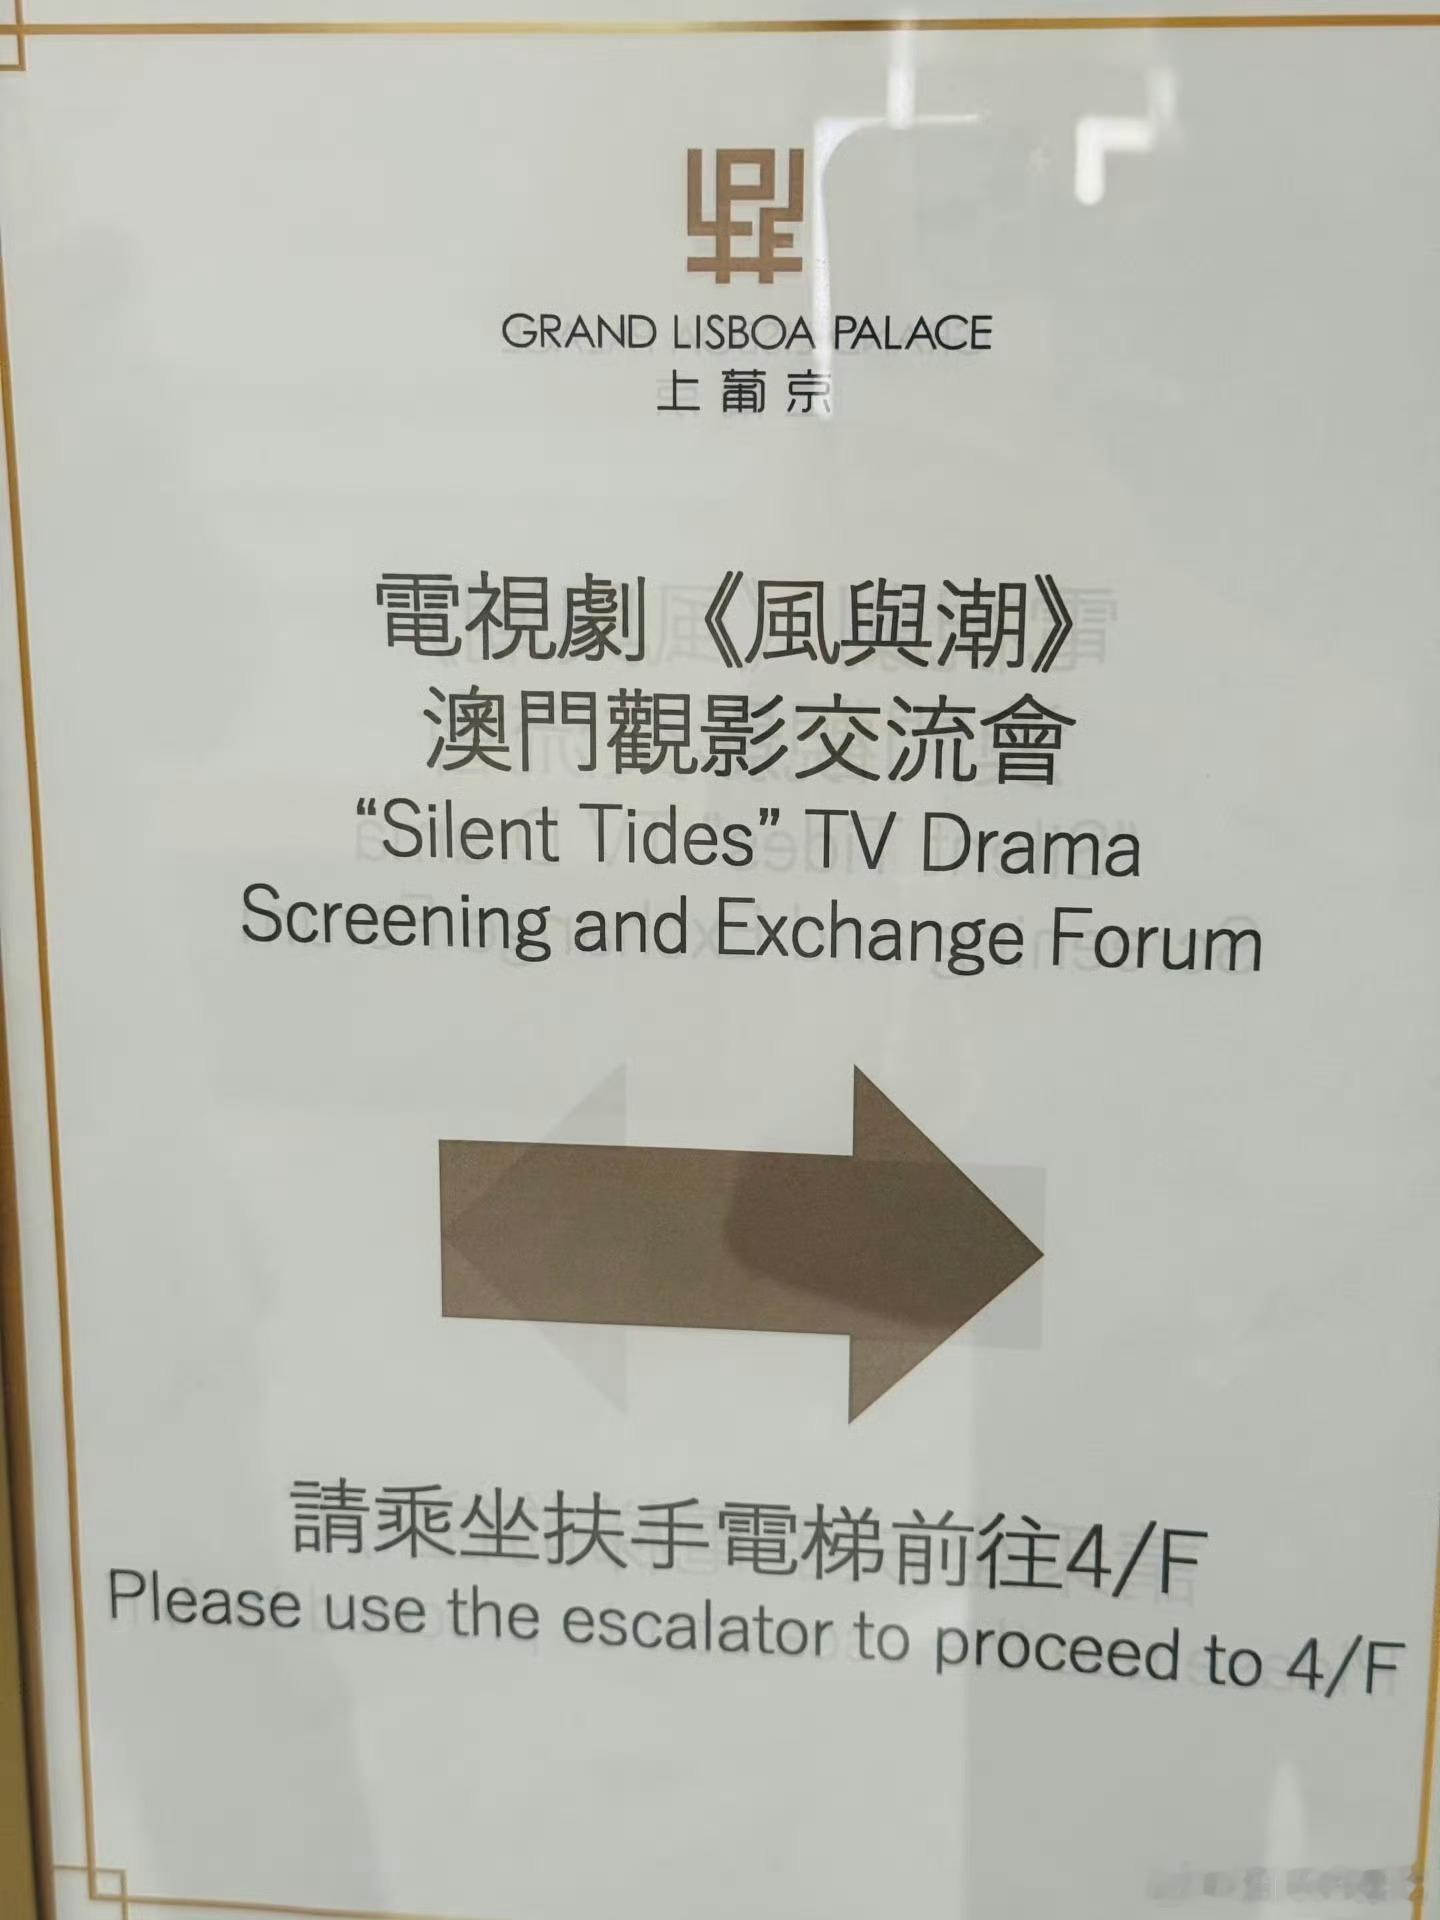 GRAND LISBOA PALACE
上葡京
電視劇《風與潮》
澳門觀影交流會
“Silent Tides” TV Drama
Screening and Exchange Forum
請乘坐扶手電梯前往4/F
Please use the escalator to proceed to 4/F